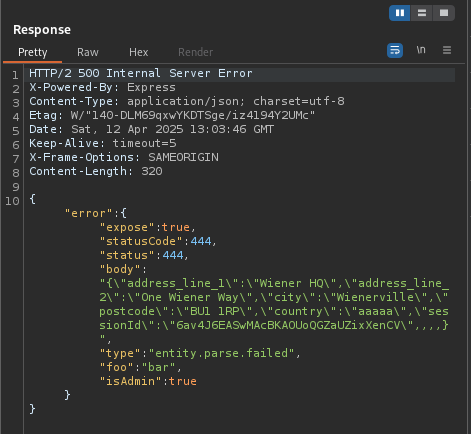 Response
Pretty Raw Hex Render \n
1 HTTP/2 500 Internal Server Error
2 X-Powered-By: Express
3 Content-Type: application/json; charset=utf-8
4 Etag: W/"140-DLM69qxwYKDTSge/iz4194Y2UMc"
5 Date: Sat, 12 Apr 2025 13:03:46 GMT
6 Keep-Alive: timeout=5
7 X-Frame-Options: SAMEORIGIN
8 Content-Length: 320
9
10 {
"error":{
"expose":true,
"statusCode":444,
"status":444,
"body":
"{\"address_line_1\":\"Wiener HQ\",\"address_line_
2\":\"One Wiener Way\",\"city\":\"Wienerville\",\"
postcode\":\"BU1 1RP\",\"country\":\"aaaaa\",\"ses
sionId\":\"6av4J6EASwMAcBKAOUoQGZaUZixXenCV\",,,,}
",
"type":"entity.parse.failed",
"foo":"bar",
"isAdmin":true
}
}